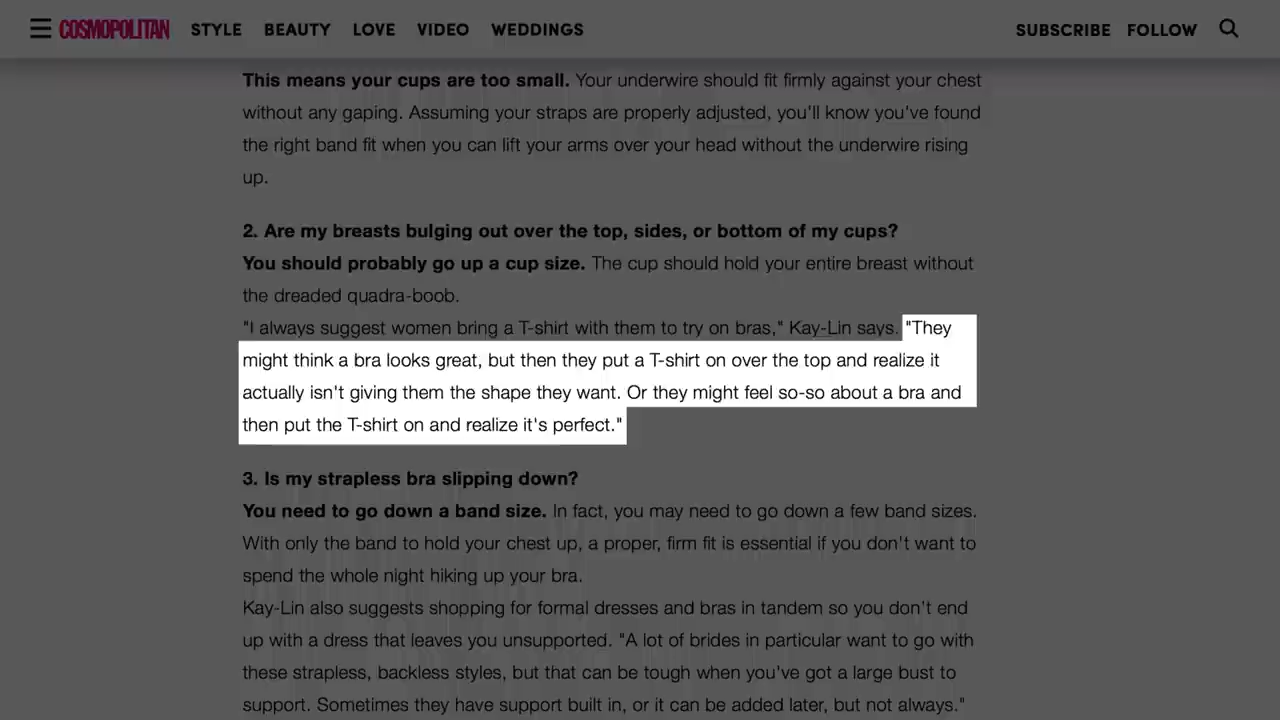 COSMOPOLITAN STYLE BEAUTY LOVE VIDEO WEDDINGS SUBSCRIBE FOLLOW
This means your cups are too small. Your underwire should fit firmly against your chest
without any gaping. Assuming your straps are properly adjusted, you'll know you've found
the right band fit when you can lift your arms over your head without the underwire rising
up.
2. Are my breasts bulging out over the top, sides, or bottom of my cups?
You should probably go up a cup size. The cup should hold your entire breast without
the dreaded quadra-boob.
"I always suggest women bring a T-shirt with them to try on bras," Kay-Lin says. "They
might think a bra looks great, but then they put a T-shirt on over the top and realize it
actually isn't giving them the shape they want. Or they might feel so-so about a bra and
then put the T-shirt on and realize it's perfect."
3. Is my strapless bra slipping down?
You need to go down a band size. In fact, you may need to go down a few band sizes.
With only the band to hold your chest up, a proper, firm fit is essential if you don't want to
spend the whole night hiking up your bra.
Kay-Lin also suggests shopping for formal dresses and bras in tandem so you don't end
up with a dress that leaves you unsupported. "A lot of brides in particular want to go with
these strapless, backless styles, but that can be tough when you've got a large bust to
support. Sometimes they have support built in, or it can be added later, but not always."